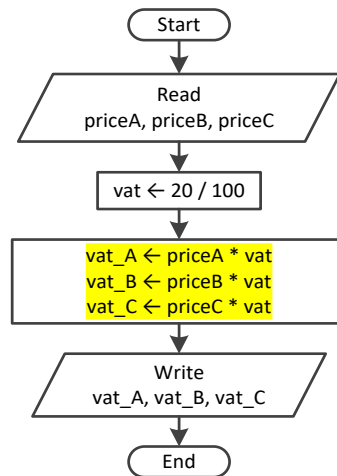 Start
Read
priceA, priceB, priceC
vat ← 20 / 100
vat_A ← priceA * vat
vat_B ← priceB * vat
vat_C ← priceC * vat
Write
vat_A, vat_B, vat_C
End